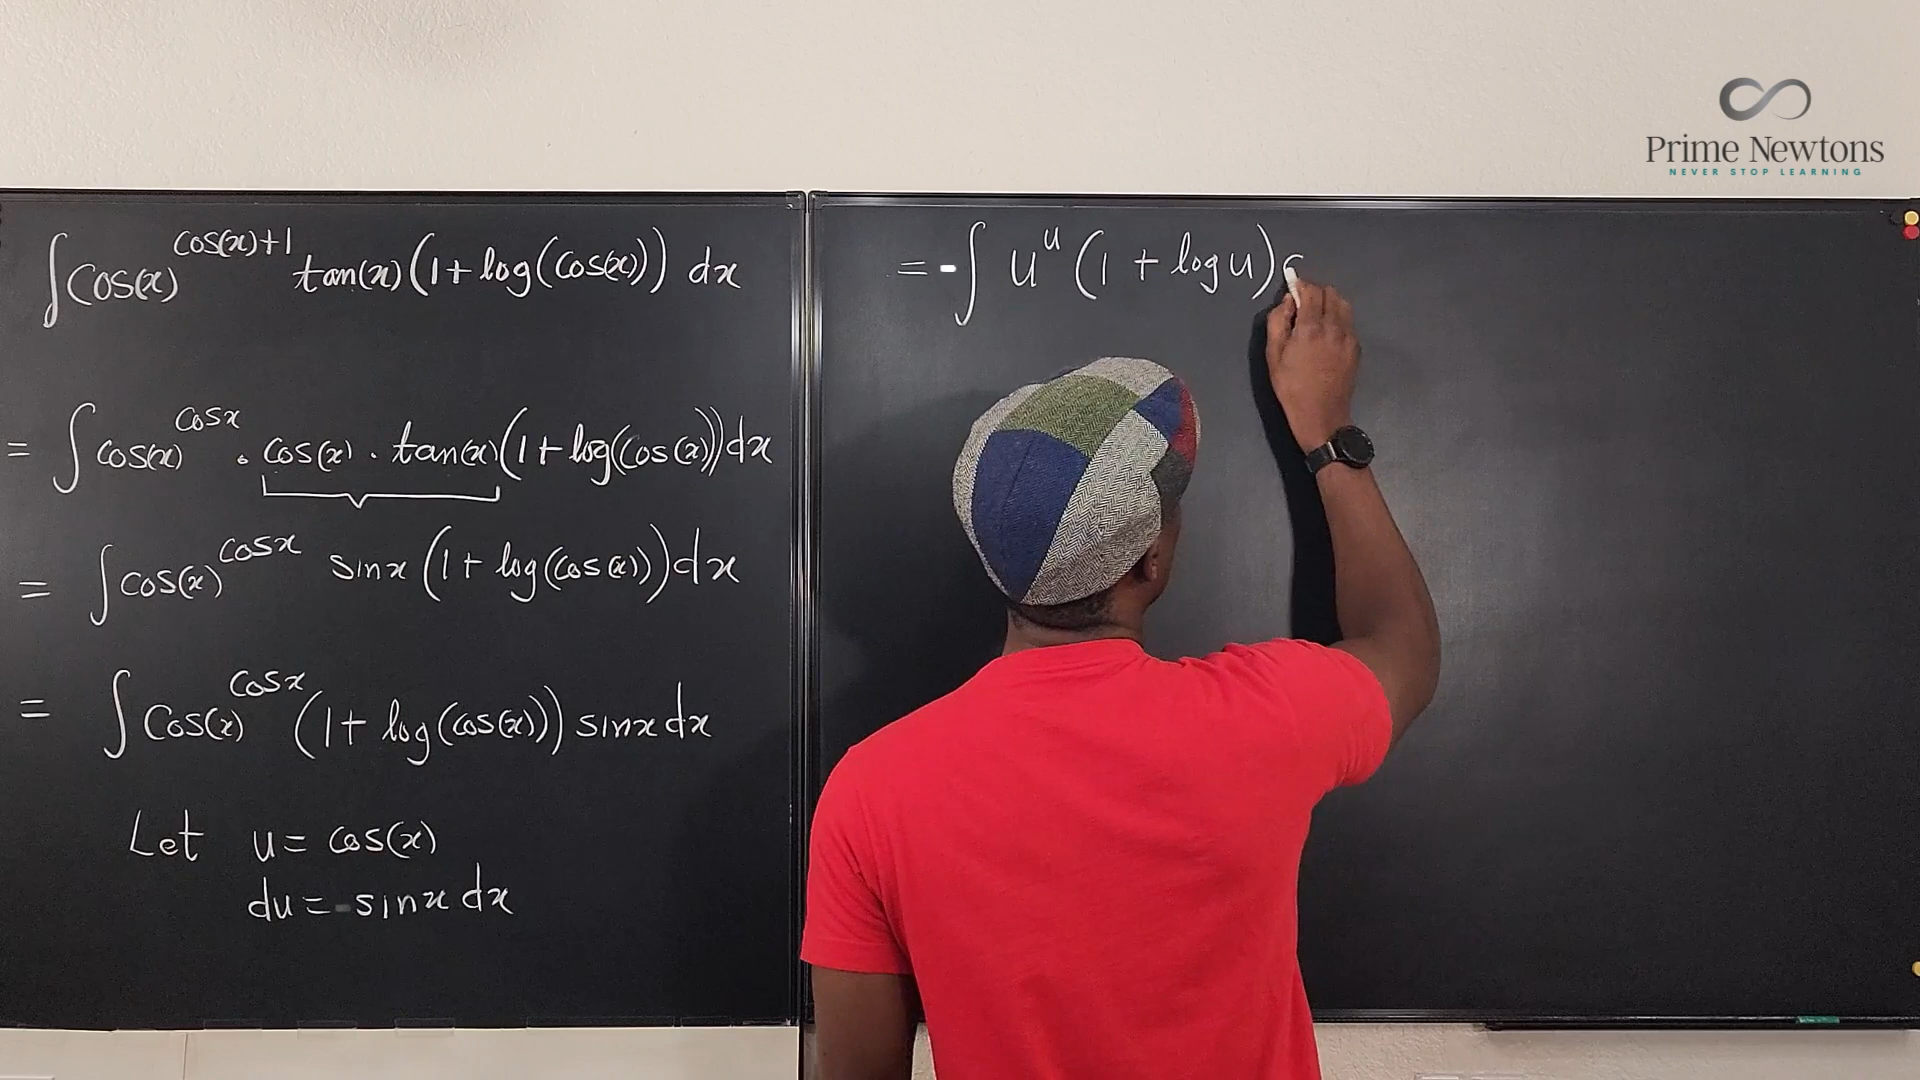 ∫cos(x)^(cos(x)+1) tan(x)(1+log(cos(x))) dx
= ∫cos(x)^(cosx) · cos(x) · tan(x)(1+log(cos(x))dx
= ∫cos(x)^(cosx) sinx (1+log(cos(x)))dx
= ∫cos(x)^(cosx) (1+log(cos(x))) sinx dx
Let u = cos(x)
du = -sinx dx
= -∫ u^u (1 + log u)
Prime Newtons
NEVER STOP LEARNING